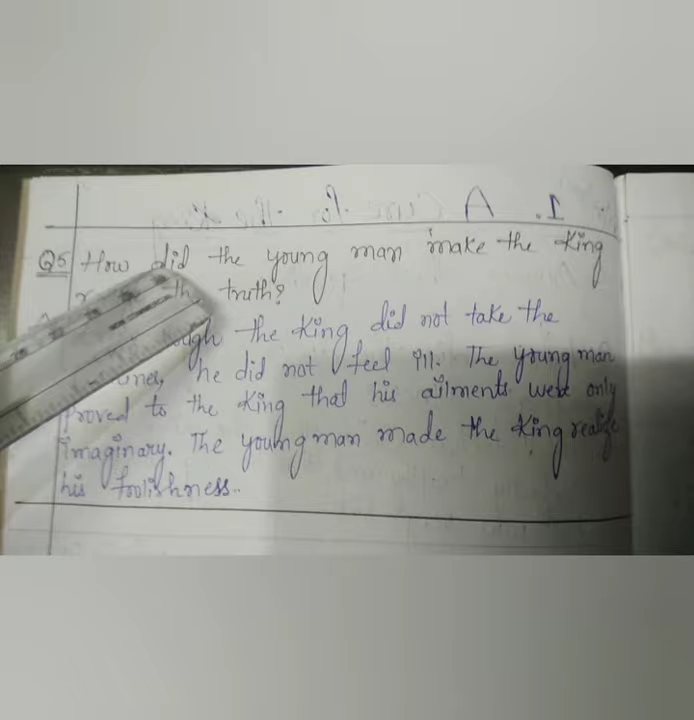 1. A
Q5 How did the young man make the King
truth?
the King did not take the
he did not feel ill. The young man
proved to the King that his ailments were only
imaginary. The young man made the King realize
his foolishness.